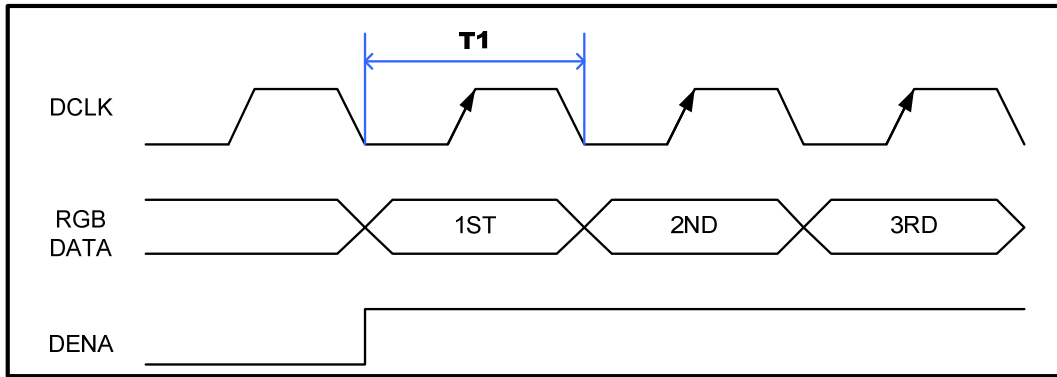 T1
DCLK
RGB
DATA
1ST
2ND
3RD
DENA